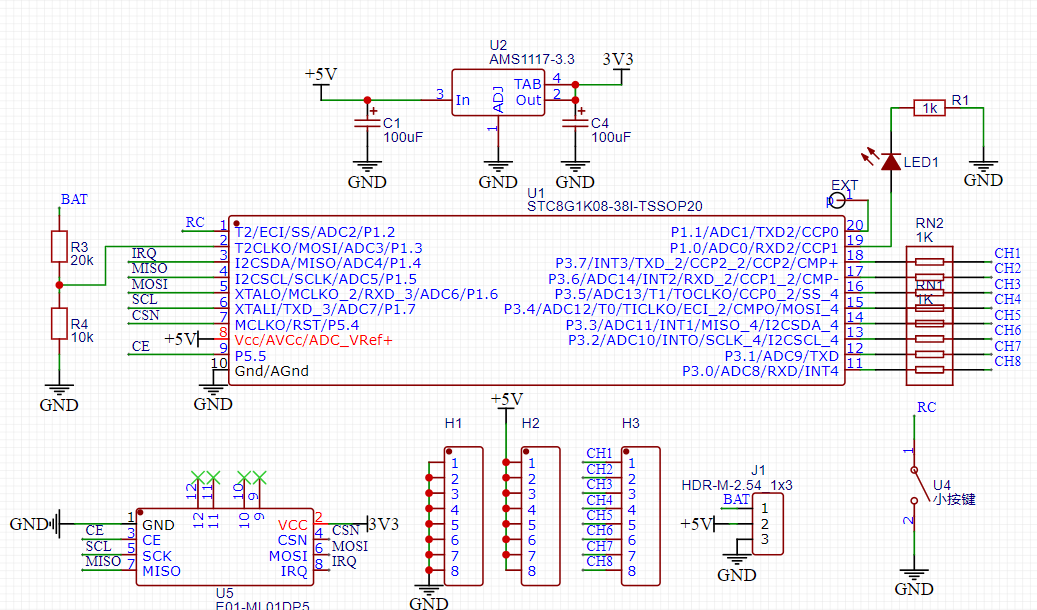 U2
AMS1117-3.3
+5V
3V3
3
In
ADJ
TAB
Out
4
2
1
+
C1
100uF
+
C4
100uF
GND
GND
GND
1k
R1
LED1
GND
EXT
p
1
U1
STC8G1K08-38I-TSSOP20
BAT
R3
20k
R4
10k
GND
RC
IRQ
MISO
MOSI
SCL
CSN
+5V
CE
GND
1
2
3
4
5
6
7
8
9
10
T2/ECI/SS/ADC2/P1.2
T2CLKO/MOSI/ADC3/P1.3
I2CSDA/MISO/ADC4/P1.4
I2CSCL/SCLK/ADC5/P1.5
XTALO/MCLKO_2/RXD_3/ADC6/P1.6
XTALI/TXD_3/ADC7/P1.7
MCLKO/RST/P5.4
Vcc/AVCc/ADC_VRef+
P5.5
Gnd/AGnd
P1.1/ADC1/TXD2/CCP0
P1.0/ADC0/RXD2/CCP1
P3.7/INT3/TXD_2/CCP2_2/CCP2/CMP+
P3.6/ADC14/INT2/RXD_2/CCP1_2/CMP-
P3.5/ADC13/T1/TOCLKO/CCP0_2/SS_4
P3.4/ADC12/T0/TICLKO/ECI_2/CMPO/MOSI_4
P3.3/ADC11/INT1/MISO_4/I2CSDA_4
P3.2/ADC10/INTO/SCLK_4/I2CSCL_4
P3.1/ADC9/TXD
P3.0/ADC8/RXD/INT4
20
19
18
17
16
15
14
13
12
11
RN2
1K
RN1
1K
CH1
CH2
CH3
CH4
CH5
CH6
CH7
CH8
12
11
10
9
12
11
10
9
GND
CE
SCL
MISO
1
3
5
7
GND
CE
SCK
MISO
VCC
CSN
MOSI
IRQ
2
4
6
8
3V3
CSN
MOSI
IRQ
U5
E01-ML01DP5
H1
1
2
3
4
5
6
7
8
GND
+5V
H2
1
2
3
4
5
6
7
8
H3
CH1
CH2
CH3
CH4
CH5
CH6
CH7
CH8
1
2
3
4
5
6
7
8
J1
HDR-M-2.54_1x3
BAT
+5V
1
2
3
GND
RC
1
U4
小按键
2
GND